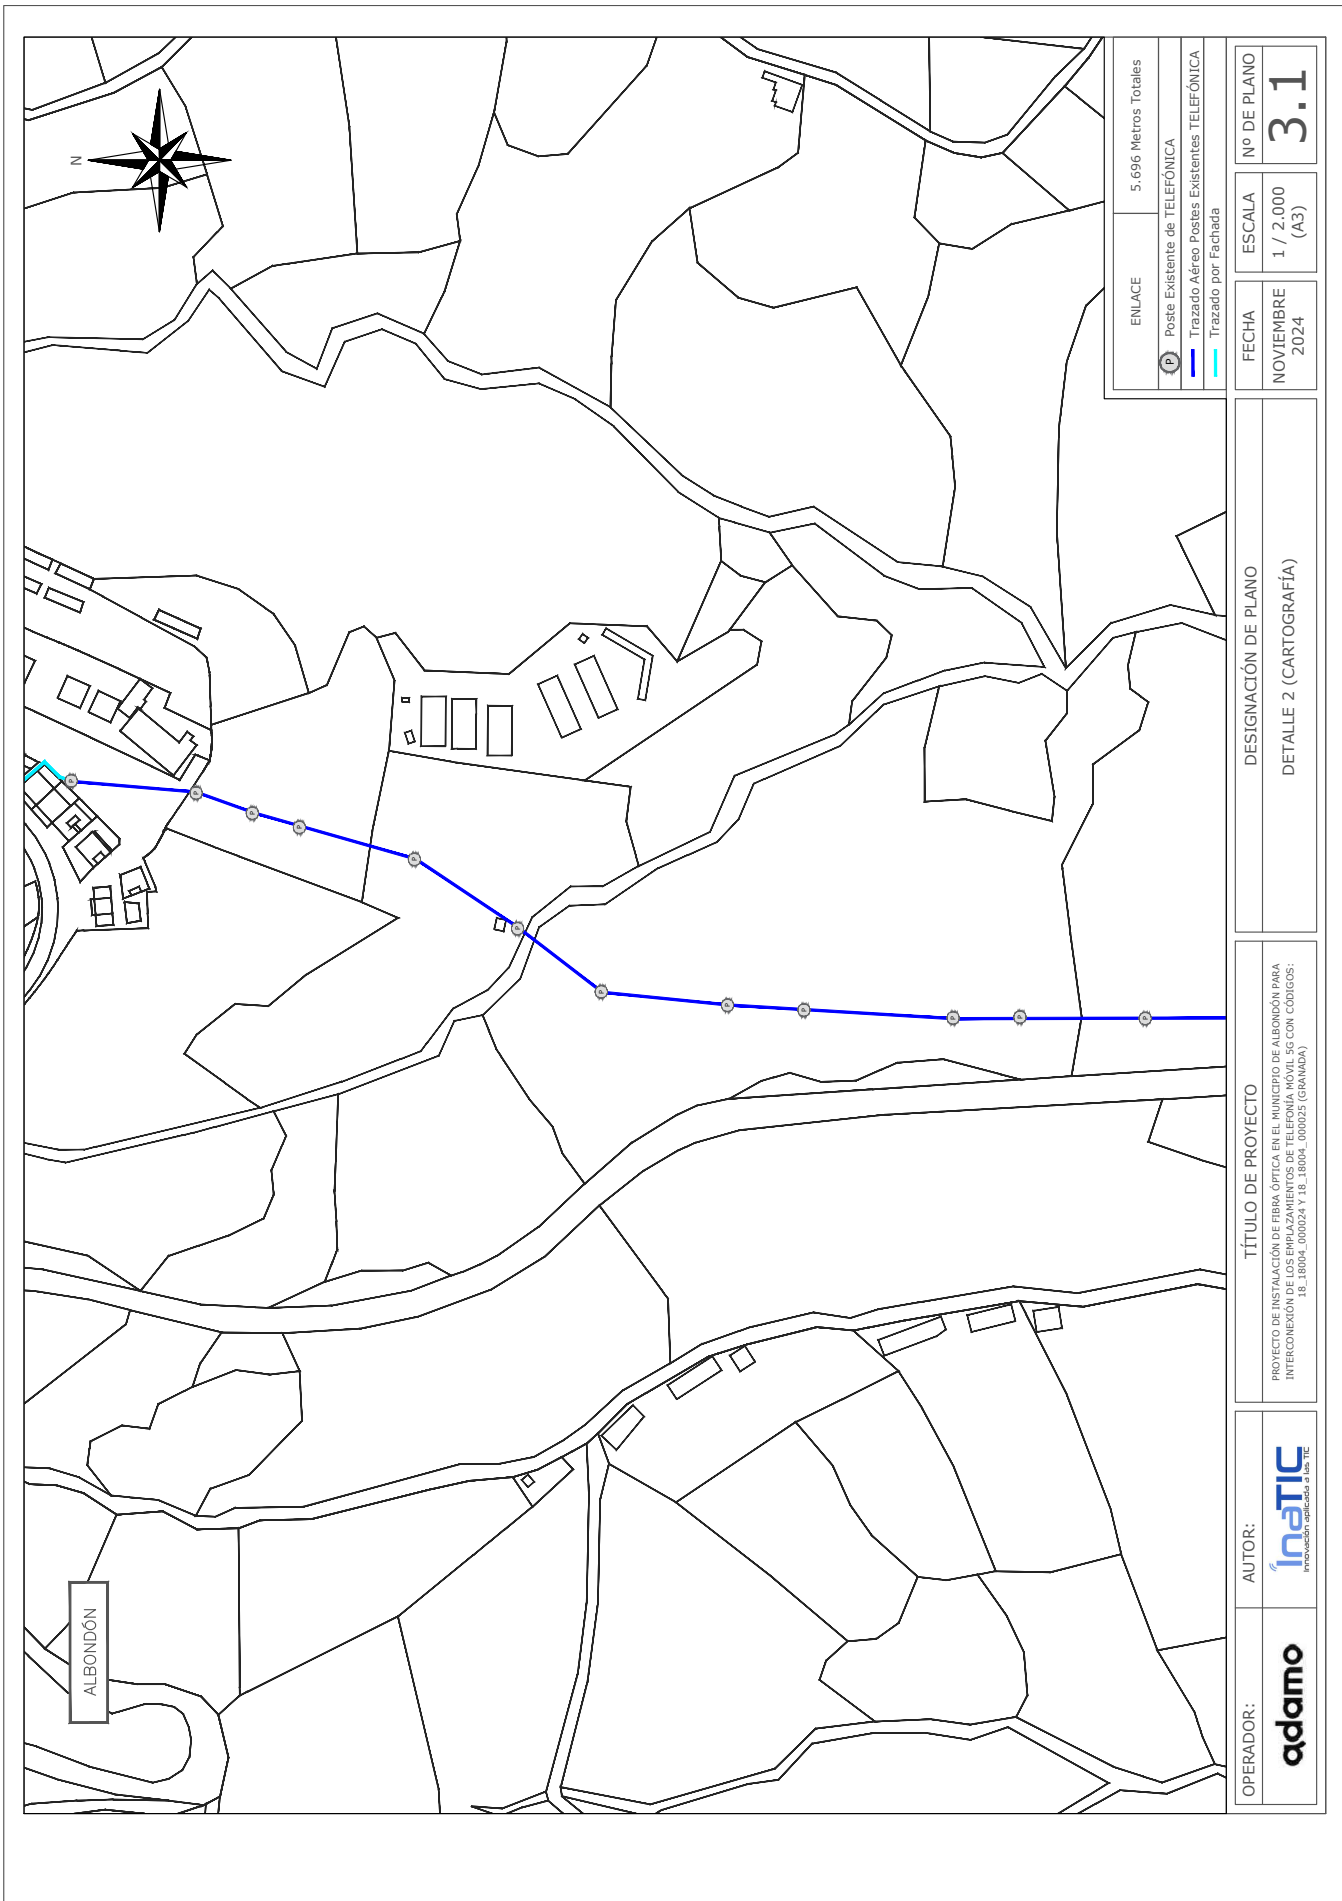 N
ALBONDÓN
ENLACE
5.696 Metros Totales
P
Poste Existente de TELEFÓNICA
Trazado Aéreo Postes Existentes TELEFÓNICA
Trazado por Fachada
P
P
P
P
P
P
P
P
P
P
P
P
OPERADOR:
adamo
AUTOR:
inaTIC
Innovación aplicada a las TIC
TÍTULO DE PROYECTO
PROYECTO DE INSTALACIÓN DE FIBRA ÓPTICA EN EL MUNICIPIO DE ALBONDÓN PARA
INTERCONEXIÓN DE LOS EMPLAZAMIENTOS DE TELEFONÍA MÓVIL 5G CON CÓDIGOS:
18_18004_000024 Y 18_18004_000025 (GRANADA)
DESIGNACIÓN DE PLANO
DETALLE 2 (CARTOGRAFÍA)
FECHA
NOVIEMBRE
2024
ESCALA
1 / 2.000
(A3)
Nº DE PLANO
3.1